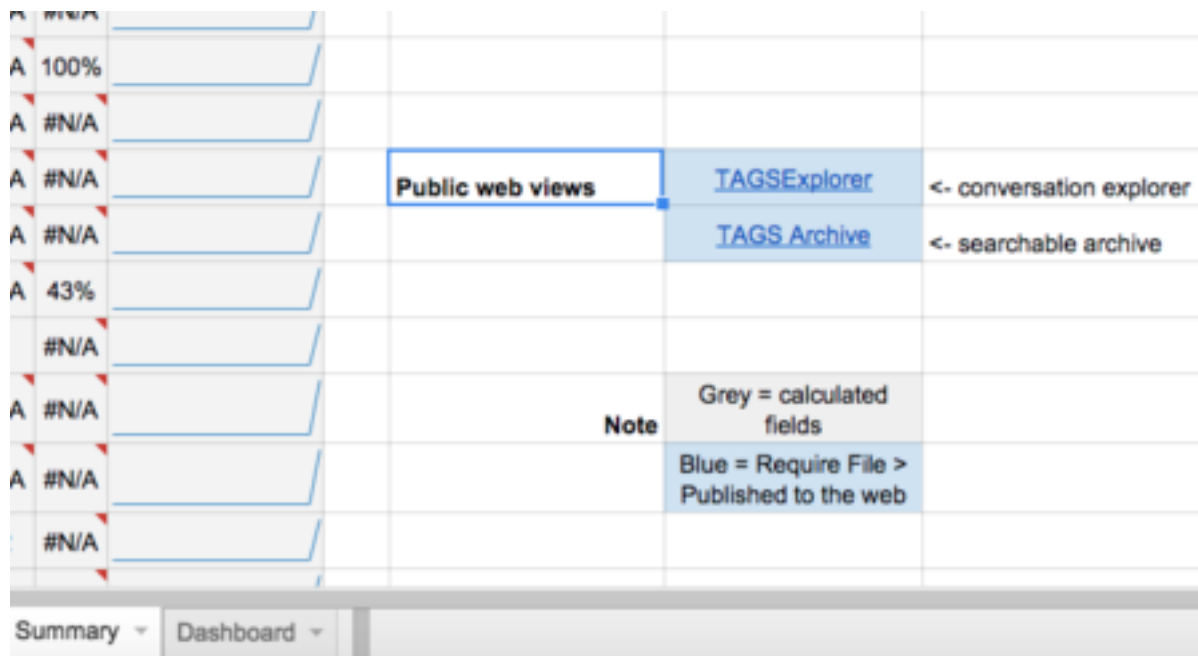 A #N/A
A 100%
A #N/A
A #N/A Public web views TAGSExplorer <- conversation explorer
A #N/A TAGS Archive <- searchable archive
A 43%
#N/A
A #N/A Note Grey = calculated
fields
A #N/A Blue = Require File >
Published to the web
#N/A
Summary Dashboard